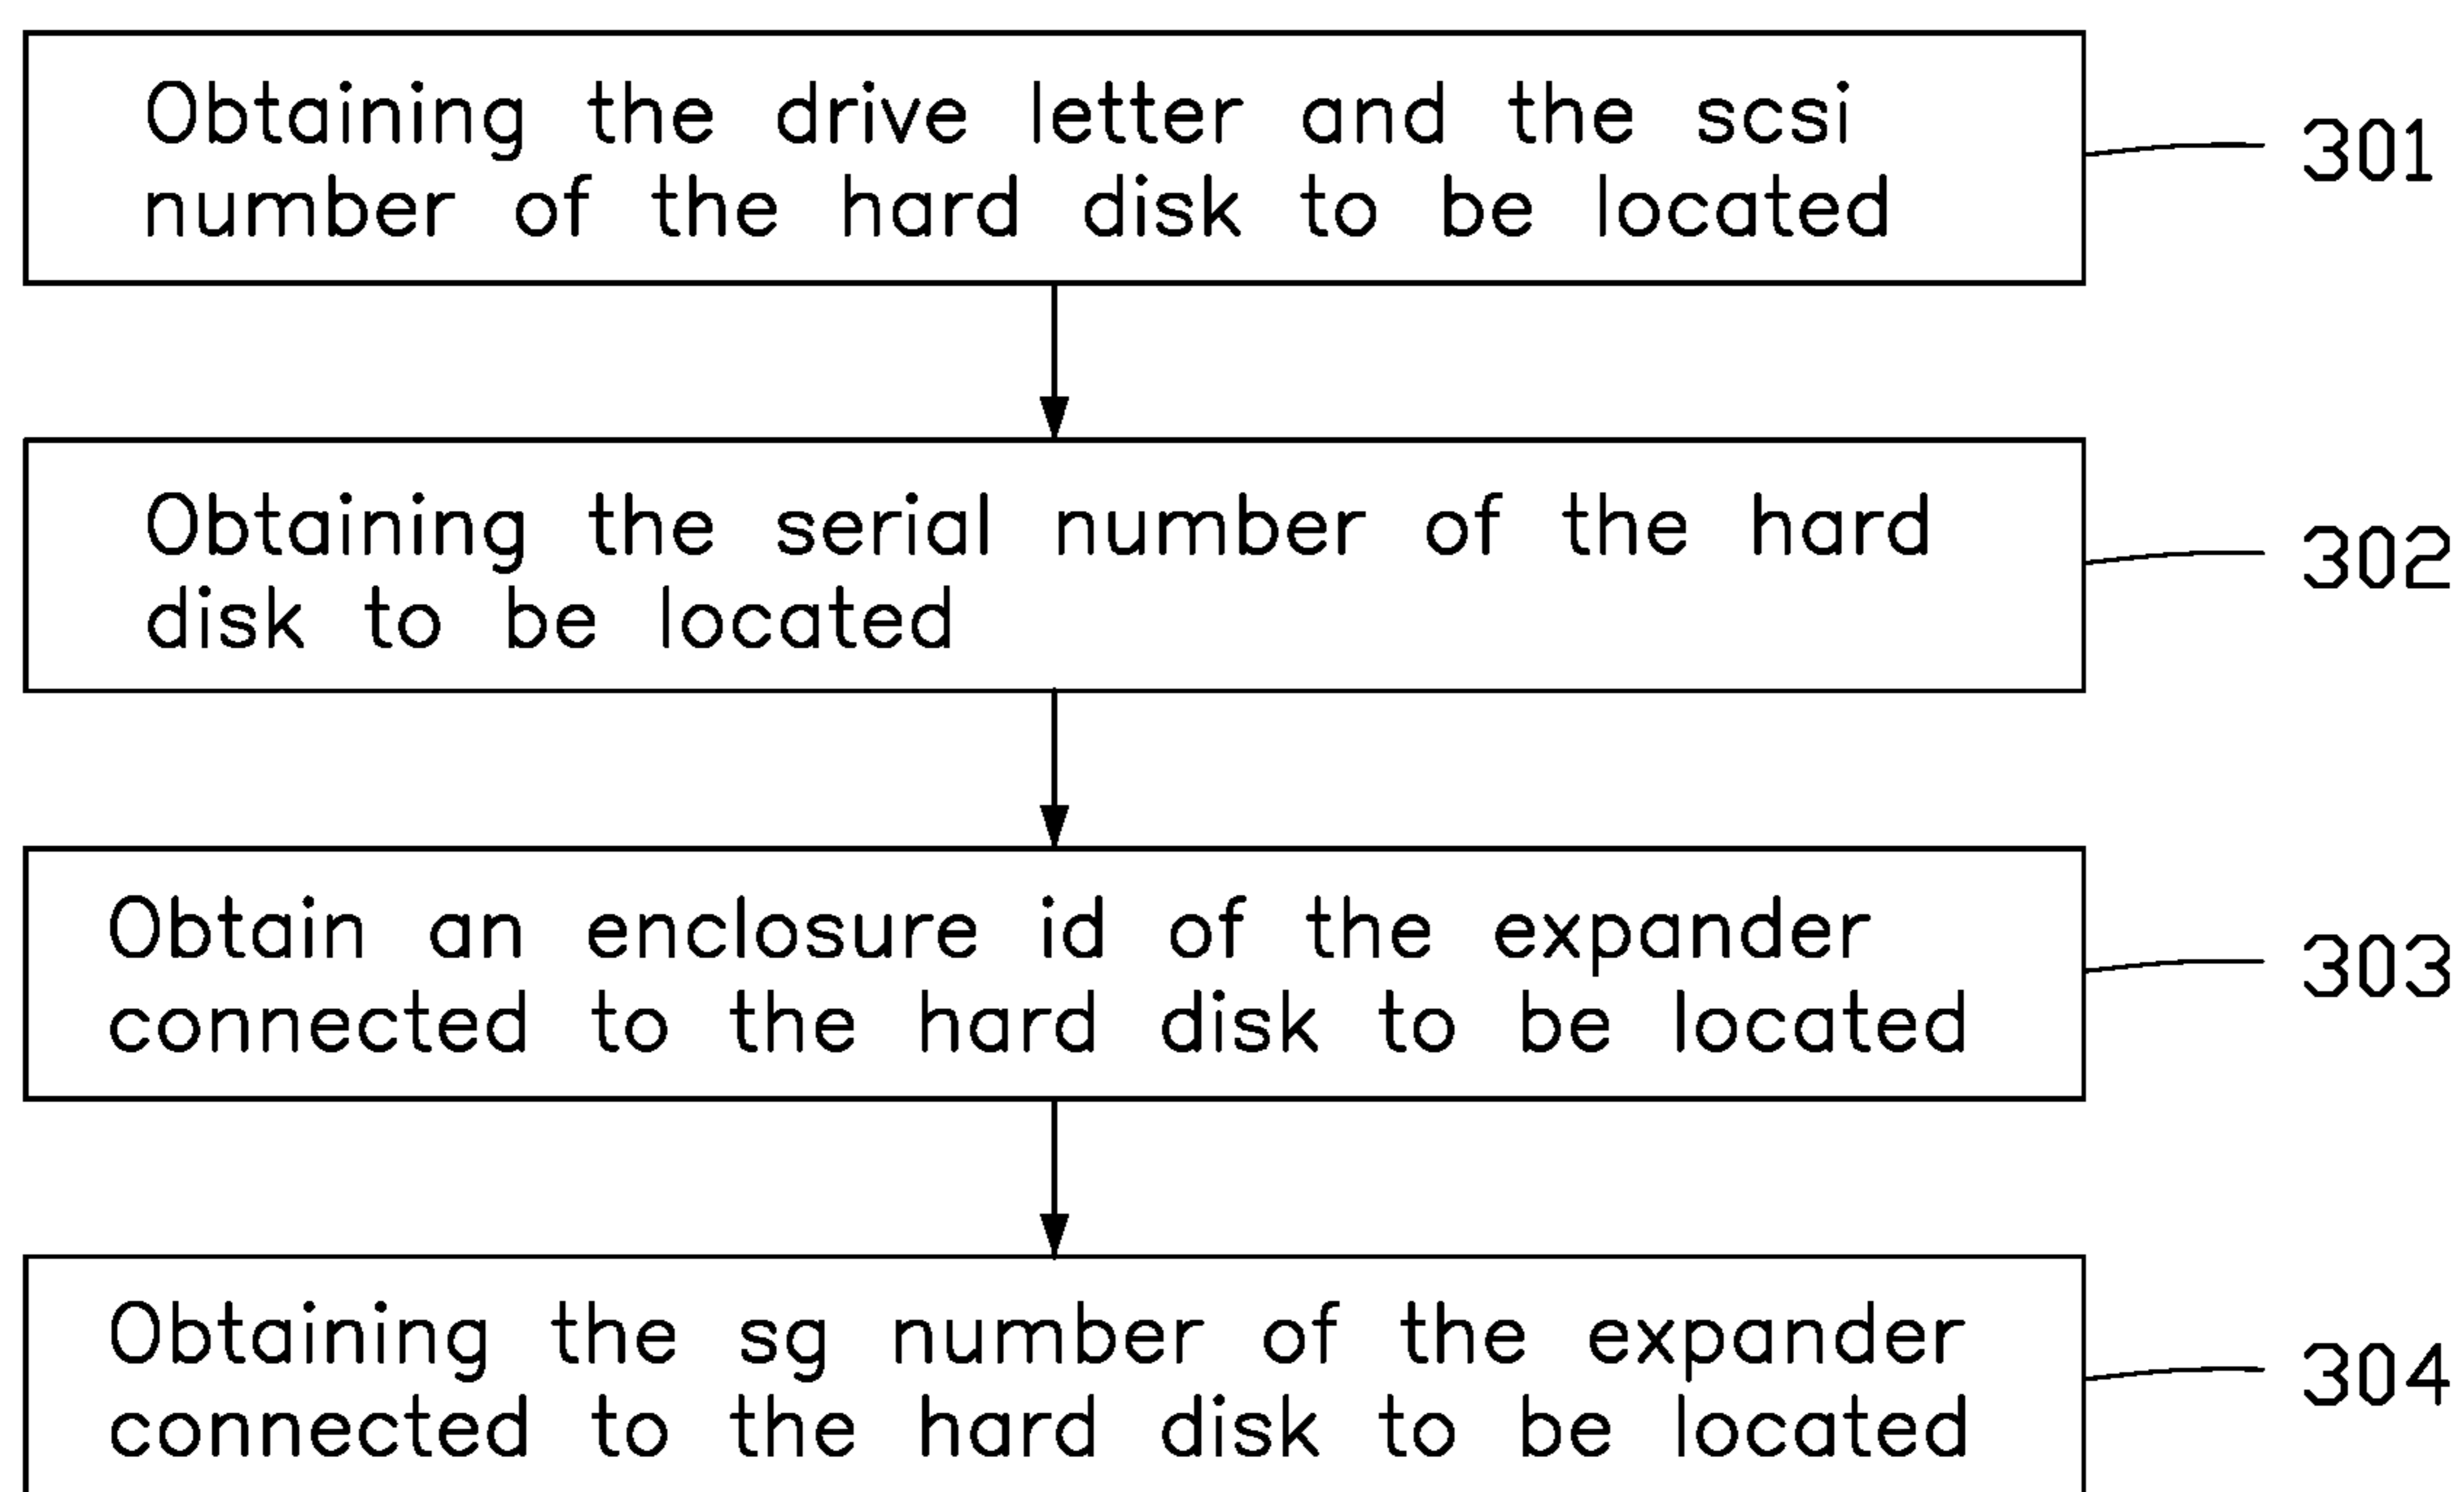 Obtaining the drive letter and the scsi
number of the hard disk to be located
301
Obtaining the serial number of the hard
disk to be located
302
Obtain an enclosure id of the expander
connected to the hard disk to be located
303
Obtaining the sg number of the expander
connected to the hard disk to be located
304